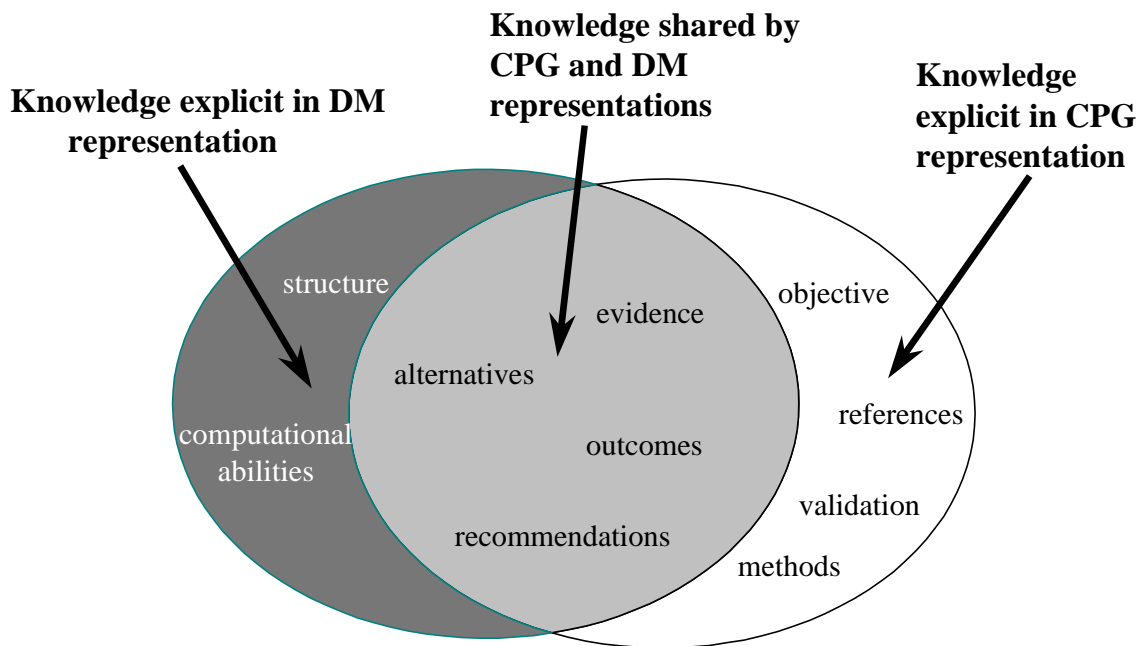 Knowledge explicit in DM
representation
Knowledge shared by
CPG and DM
representations
Knowledge
explicit in CPG
representation
structure
computational
abilities
evidence
alternatives
outcomes
recommendations
objective
references
validation
methods